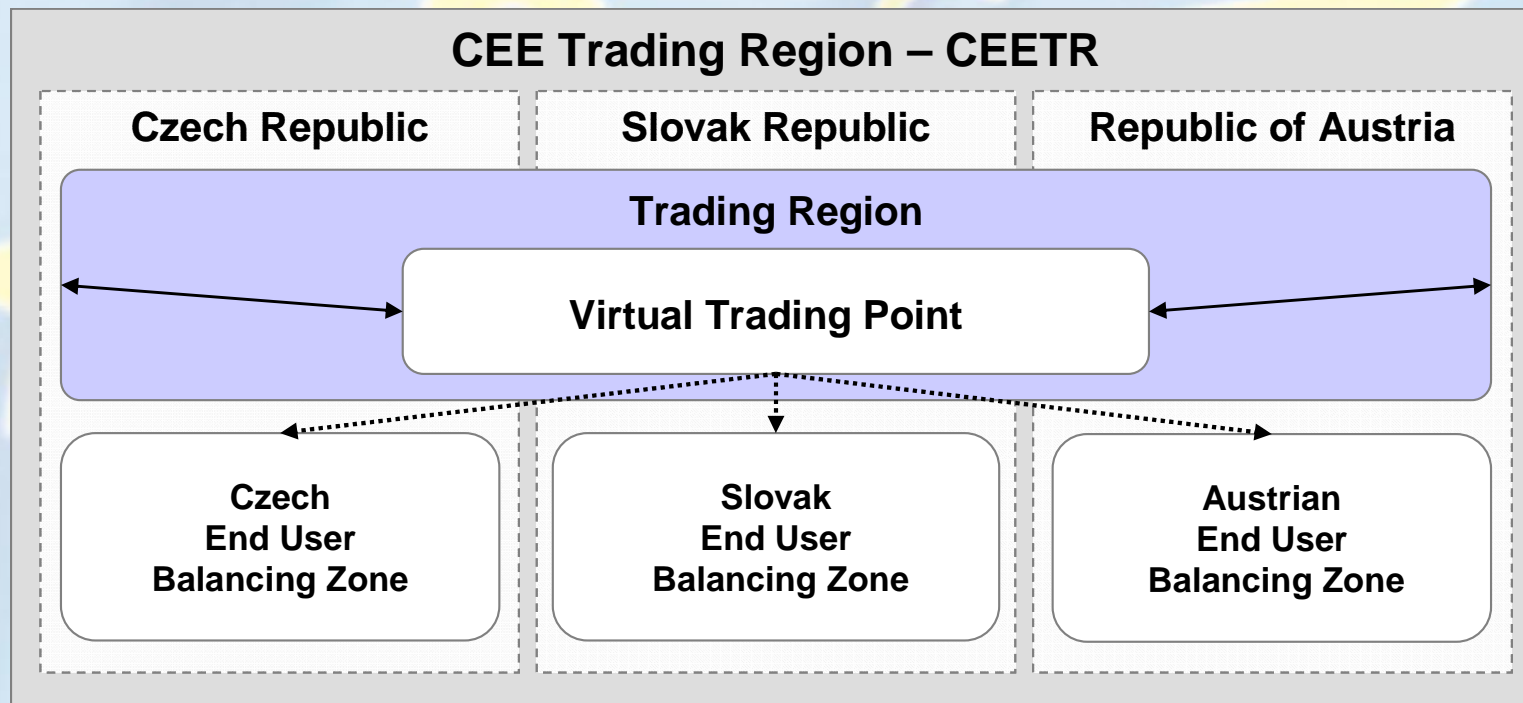 CEE Trading Region – CEETR
Czech Republic
Slovak Republic
Republic of Austria
Trading Region
Virtual Trading Point
Czech
End User
Balancing Zone
Slovak
End User
Balancing Zone
Austrian
End User
Balancing Zone